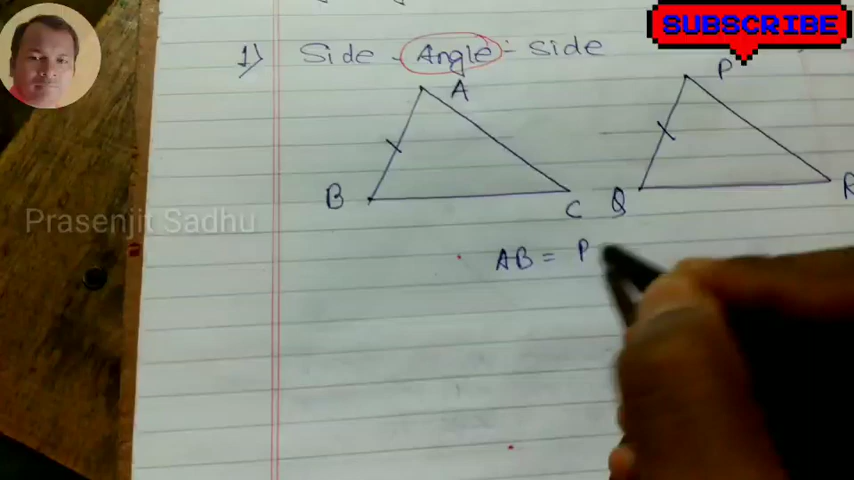 SUBSCRIBE
1) Side - Angle - Side
A
P
B
C
Q
R
Prasenjit Sadhu
AB = P